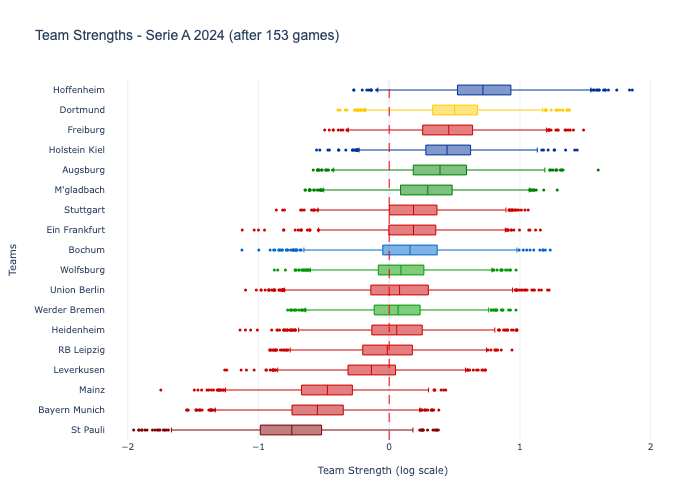 Team Strengths - Serie A 2024 (after 153 games)
Hoffenheim
Dortmund
Freiburg
Holstein Kiel
Augsburg
M'gladbach
Stuttgart
Ein Frankfurt
Bochum
Wolfsburg
Union Berlin
Werder Bremen
Heidenheim
RB Leipzig
Leverkusen
Mainz
Bayern Munich
St Pauli
Teams
−2 −1 0 1 2
Team Strength (log scale)